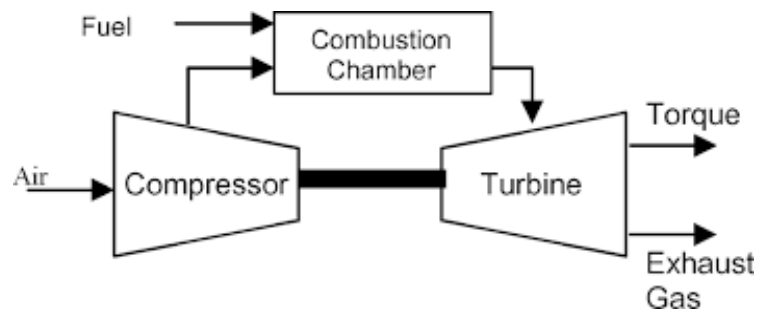 Fuel
Combustion
Chamber
Torque
Air
Compressor
Turbine
Exhaust
Gas